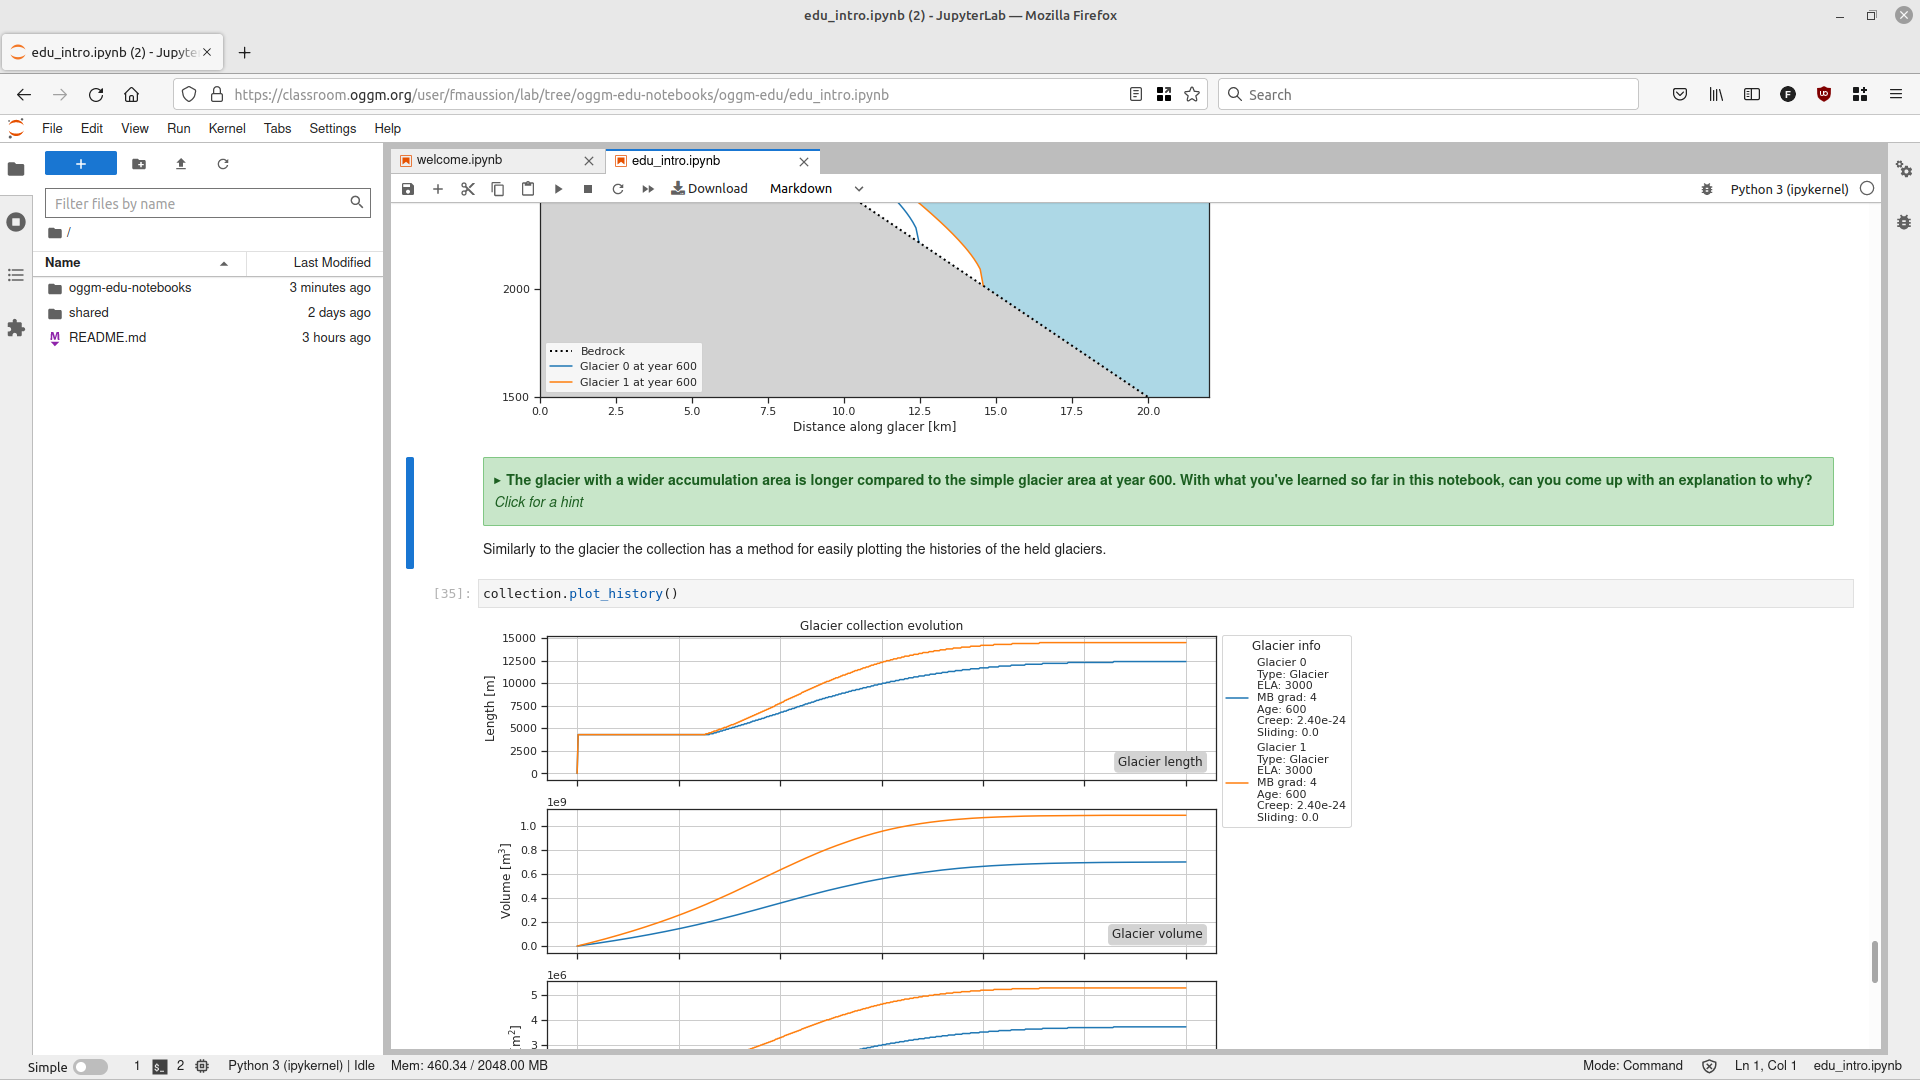 edu_intro.ipynb (2) - JupyterLab — Mozilla Firefox
edu_intro.ipynb (2) - Jupyte
https://classroom.oggm.org/user/fmaussion/lab/tree/oggm-edu-notebooks/oggm-edu/edu_intro.ipynb
Search
File Edit View Run Kernel Tabs Settings Help
welcome.ipynb
edu_intro.ipynb
Filter files by name
/
Name Last Modified
oggm-edu-notebooks 3 minutes ago
shared 2 days ago
README.md 3 hours ago
Download Markdown Python 3 (ipykernel)
2000
1500
Bedrock
Glacier 0 at year 600
Glacier 1 at year 600
0.0 2.5 5.0 7.5 10.0 12.5 15.0 17.5 20.0
Distance along glacer [km]
▸ The glacier with a wider accumulation area is longer compared to the simple glacier area at year 600. With what you've learned so far in this notebook, can you come up with an explanation to why?
Click for a hint
Similarly to the glacier the collection has a method for easily plotting the histories of the held glaciers.
[35]: collection.plot_history()
Glacier collection evolution
15000
12500
10000
7500
5000
2500
0
Length [m]
Glacier length
Glacier info
Glacier 0
Type: Glacier
ELA: 3000
MB grad: 4
Age: 600
Creep: 2.40e-24
Sliding: 0.0
Glacier 1
Type: Glacier
ELA: 3000
MB grad: 4
Age: 600
Creep: 2.40e-24
Sliding: 0.0
1e9
1.0
0.8
0.6
0.4
0.2
0.0
Volume [m³]
Glacier volume
1e6
5
4
3
m²]
Simple 1 2 Python 3 (ipykernel) | Idle Mem: 460.34 / 2048.00 MB Mode: Command Ln 1, Col 1 edu_intro.ipynb